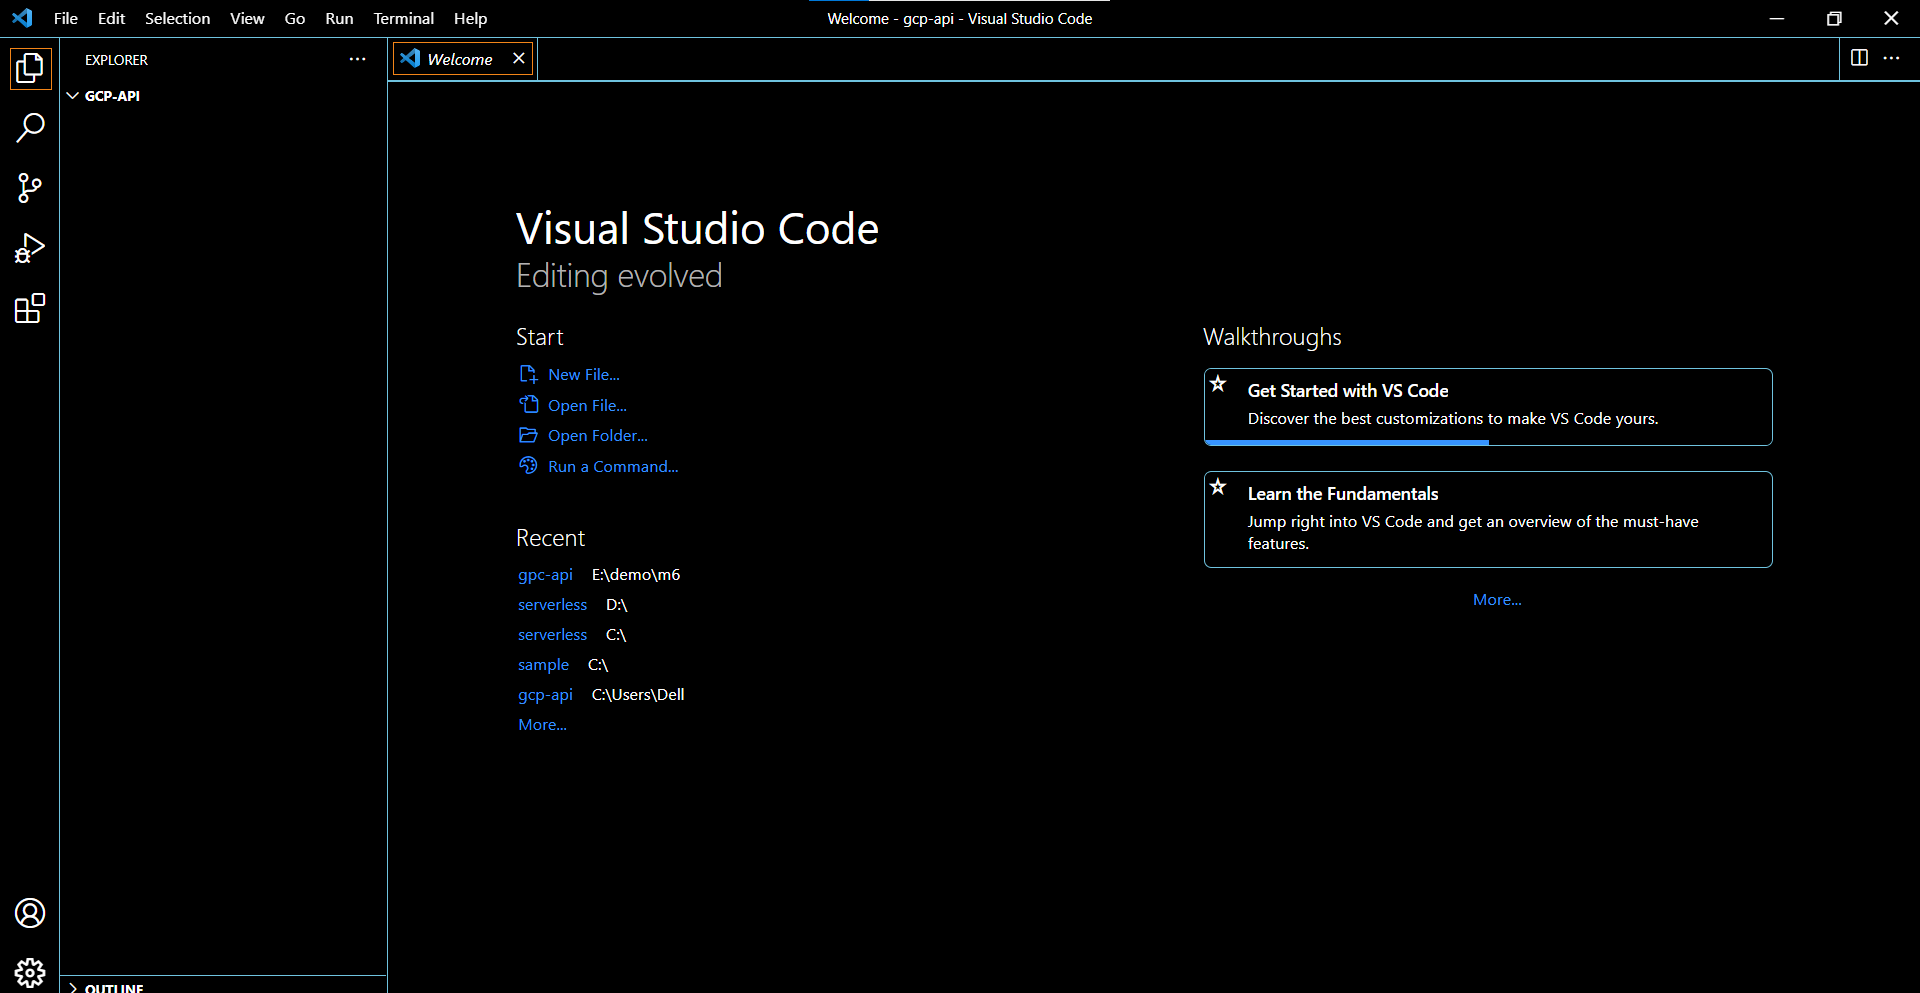 File Edit Selection View Go Run Terminal Help
Welcome - gcp-api - Visual Studio Code
EXPLORER
Welcome
GCP-API
Visual Studio Code
Editing evolved
Start
New File...
Open File...
Open Folder...
Run a Command...
Recent
gpc-api E:\demo\m6
serverless D:\
serverless C:\
sample C:\
gcp-api C:\Users\Dell
More...
Walkthroughs
Get Started with VS Code
Discover the best customizations to make VS Code yours.
Learn the Fundamentals
Jump right into VS Code and get an overview of the must-have
features.
More...
OUTLINE